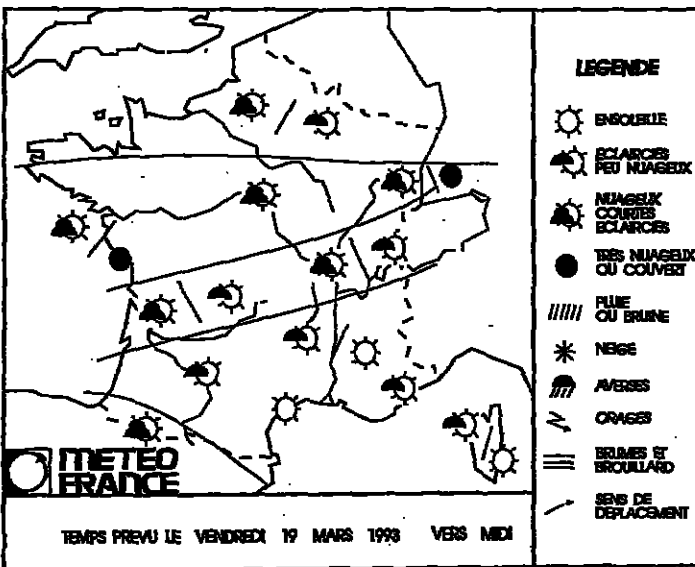 LEGENDE
ENSOLEILLE
ECLAIRCIES
PEU NUAGEUX
NUAGEUX
COURTES
ECLAIRCIES
TRES NUAGEUX
OU COUVERT
PLUIE
OU BRUINE
NEIGE
AVERSES
ORAGES
BRUMES ET
BROUILLARD
SENS DE
DEPLACEMENT
METEO
FRANCE
TEMPS PREVU LE VENDREDI 19 MARS 1993 VERS MIDI